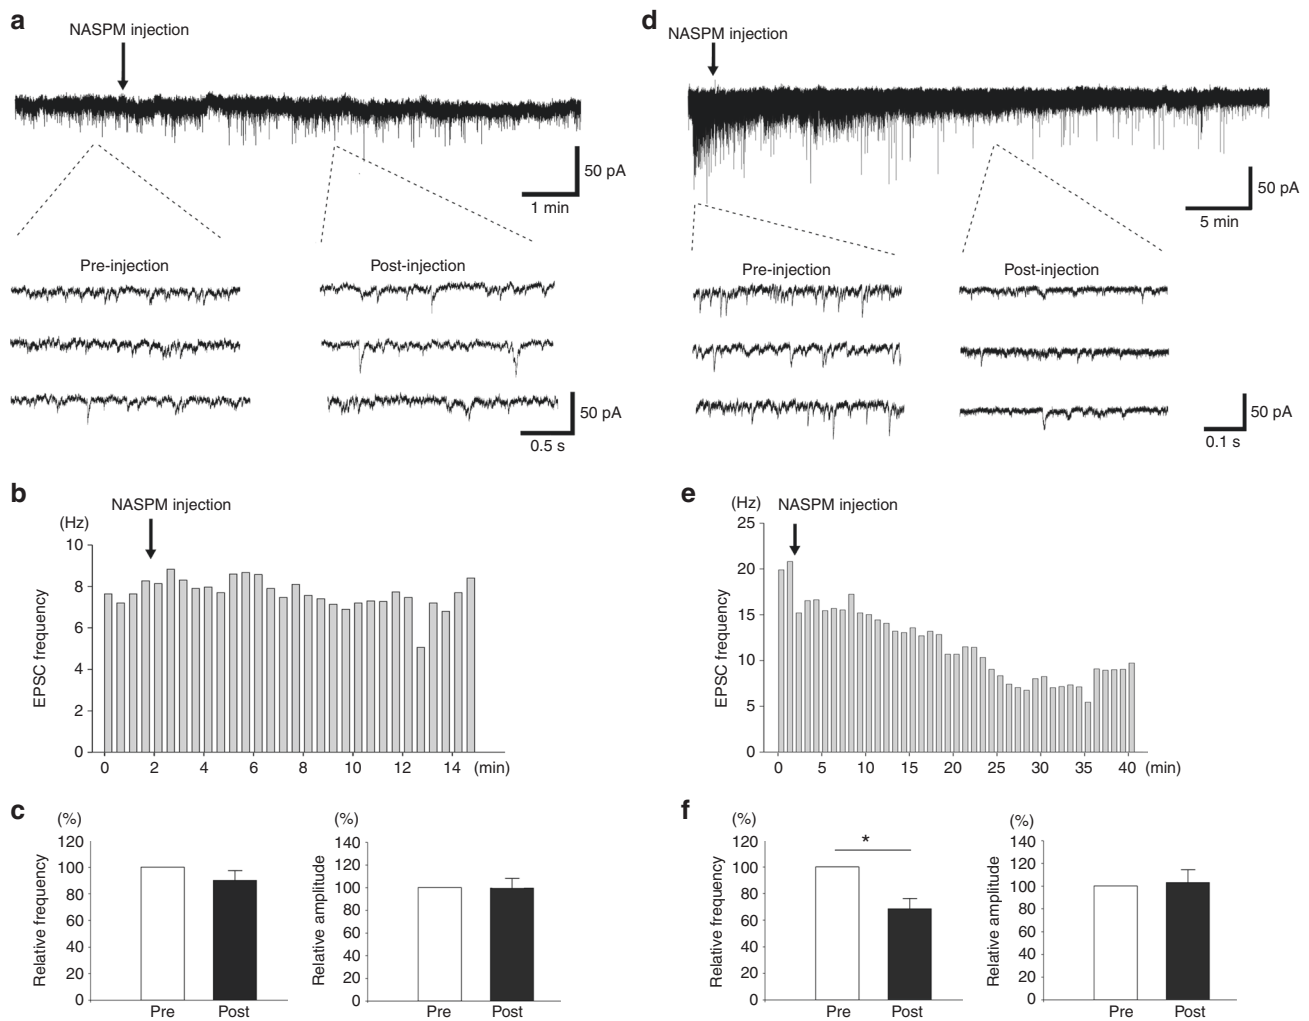 a
NASPM injection
50 pA
1 min
Pre-injection
Post-injection
50 pA
0.5 s
b
NASPM injection
(Hz)
EPSC frequency
10
8
6
4
2
0
0 2 4 6 8 10 12 14 (min)
c
(%)
Relative frequency
120
100
80
60
40
20
0
Pre Post
(%)
Relative amplitude
140
120
100
80
60
40
20
0
Pre Post
d
NASPM injection
50 pA
5 min
Pre-injection
Post-injection
50 pA
0.1 s
e
(Hz)
NASPM injection
EPSC frequency
25
20
15
10
5
0
0 5 10 15 20 25 30 35 40 (min)
f
(%)
Relative frequency
120
100
80
60
40
20
0
*
Pre Post
(%)
Relative amplitude
140
120
100
80
60
40
20
0
Pre Post